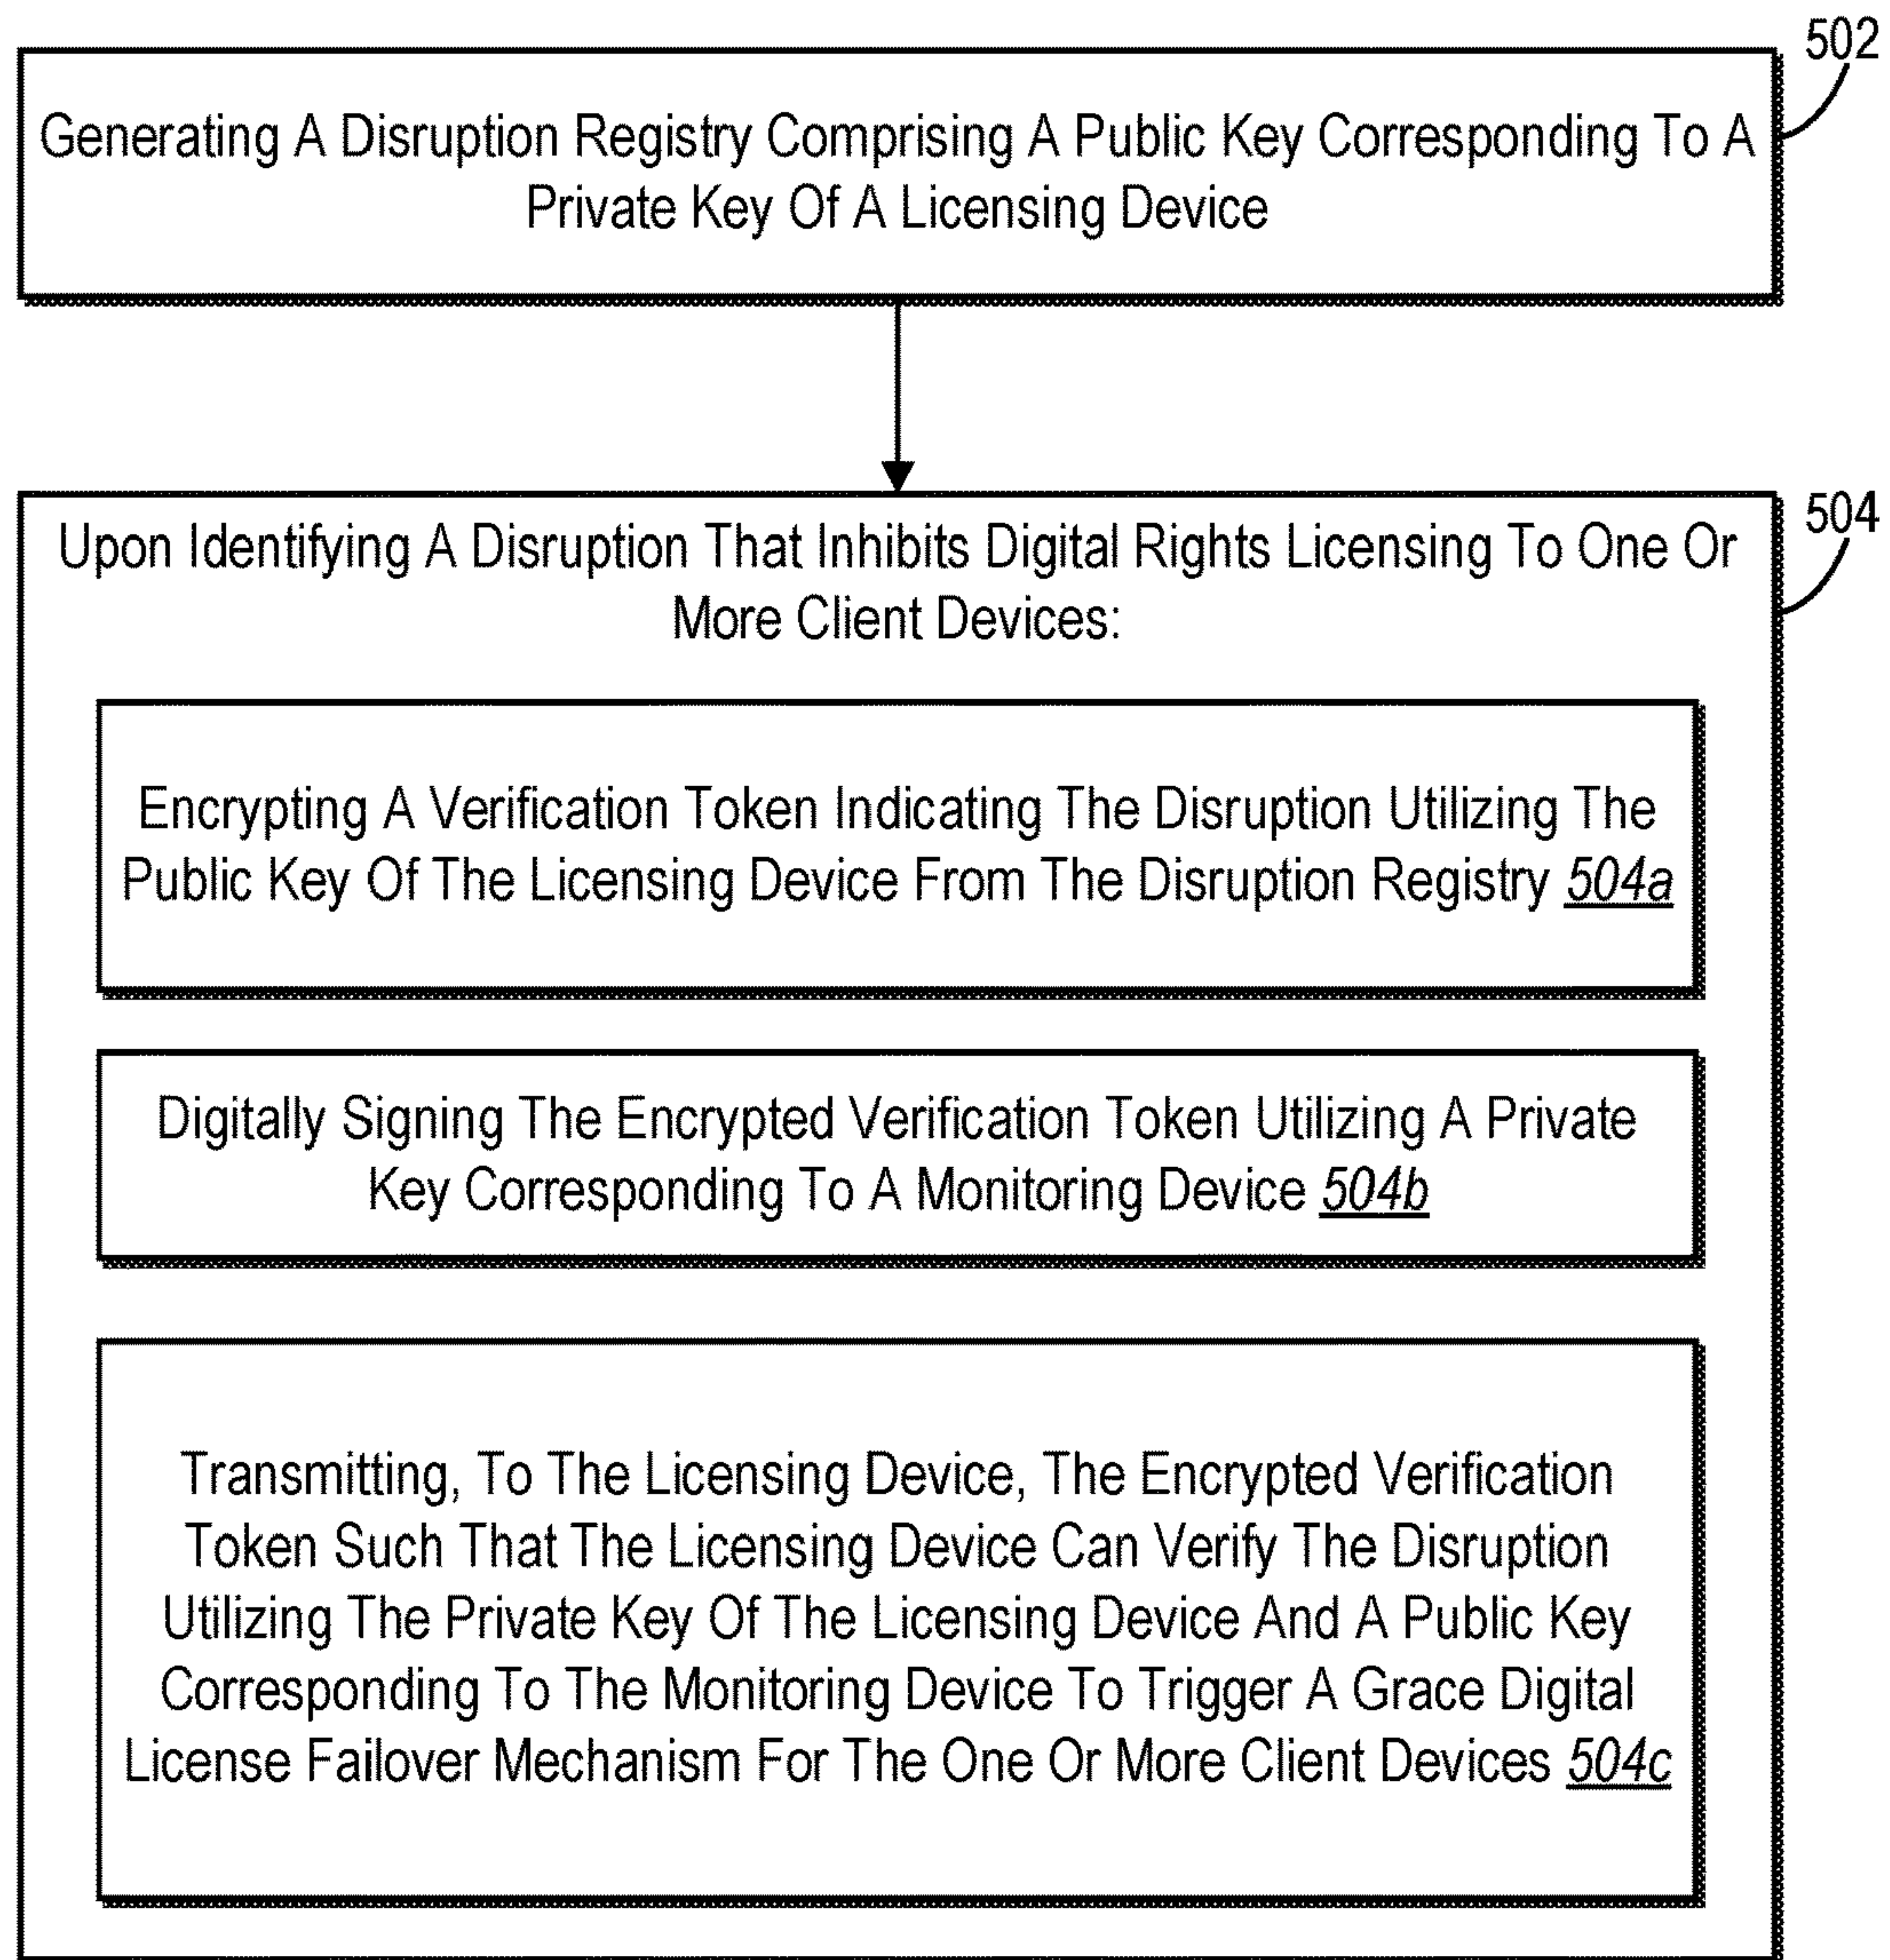 502
Generating A Disruption Registry Comprising A Public Key Corresponding To A
Private Key Of A Licensing Device
504
Upon Identifying A Disruption That Inhibits Digital Rights Licensing To One Or
More Client Devices:
Encrypting A Verification Token Indicating The Disruption Utilizing The
Public Key Of The Licensing Device From The Disruption Registry 504a
Digitally Signing The Encrypted Verification Token Utilizing A Private
Key Corresponding To A Monitoring Device 504b
Transmitting, To The Licensing Device, The Encrypted Verification
Token Such That The Licensing Device Can Verify The Disruption
Utilizing The Private Key Of The Licensing Device And A Public Key
Corresponding To The Monitoring Device To Trigger A Grace Digital
License Failover Mechanism For The One Or More Client Devices 504c